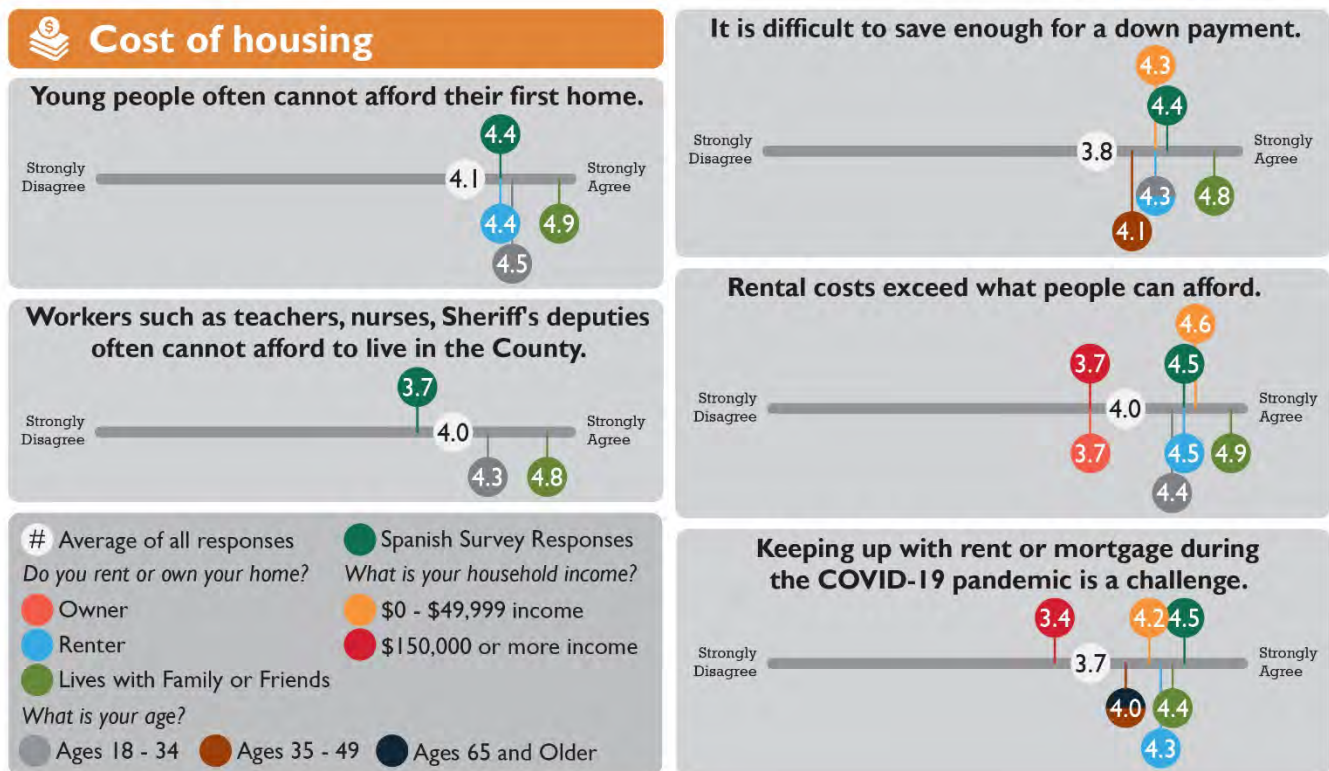 Cost of housing
Young people often cannot afford their first home.
4.4
Strongly
Disagree
4.1
Strongly
Agree
4.4
4.9
4.5
Workers such as teachers, nurses, Sheriff's deputies
often cannot afford to live in the County.
3.7
Strongly
Disagree
4.0
Strongly
Agree
4.3
4.8
# Average of all responses
Do you rent or own your home?
Owner
Renter
Lives with Family or Friends
Spanish Survey Responses
What is your household income?
$0 - $49,999 income
$150,000 or more income
What is your age?
Ages 18 - 34
Ages 35 - 49
Ages 65 and Older
It is difficult to save enough for a down payment.
4.3
4.4
Strongly
Disagree
3.8
Strongly
Agree
4.3
4.8
4.1
Rental costs exceed what people can afford.
4.6
3.7
4.5
Strongly
Disagree
4.0
Strongly
Agree
3.7
4.5
4.9
4.4
Keeping up with rent or mortgage during
the COVID-19 pandemic is a challenge.
3.4
4.2
4.5
Strongly
Disagree
3.7
Strongly
Agree
4.0
4.4
4.3